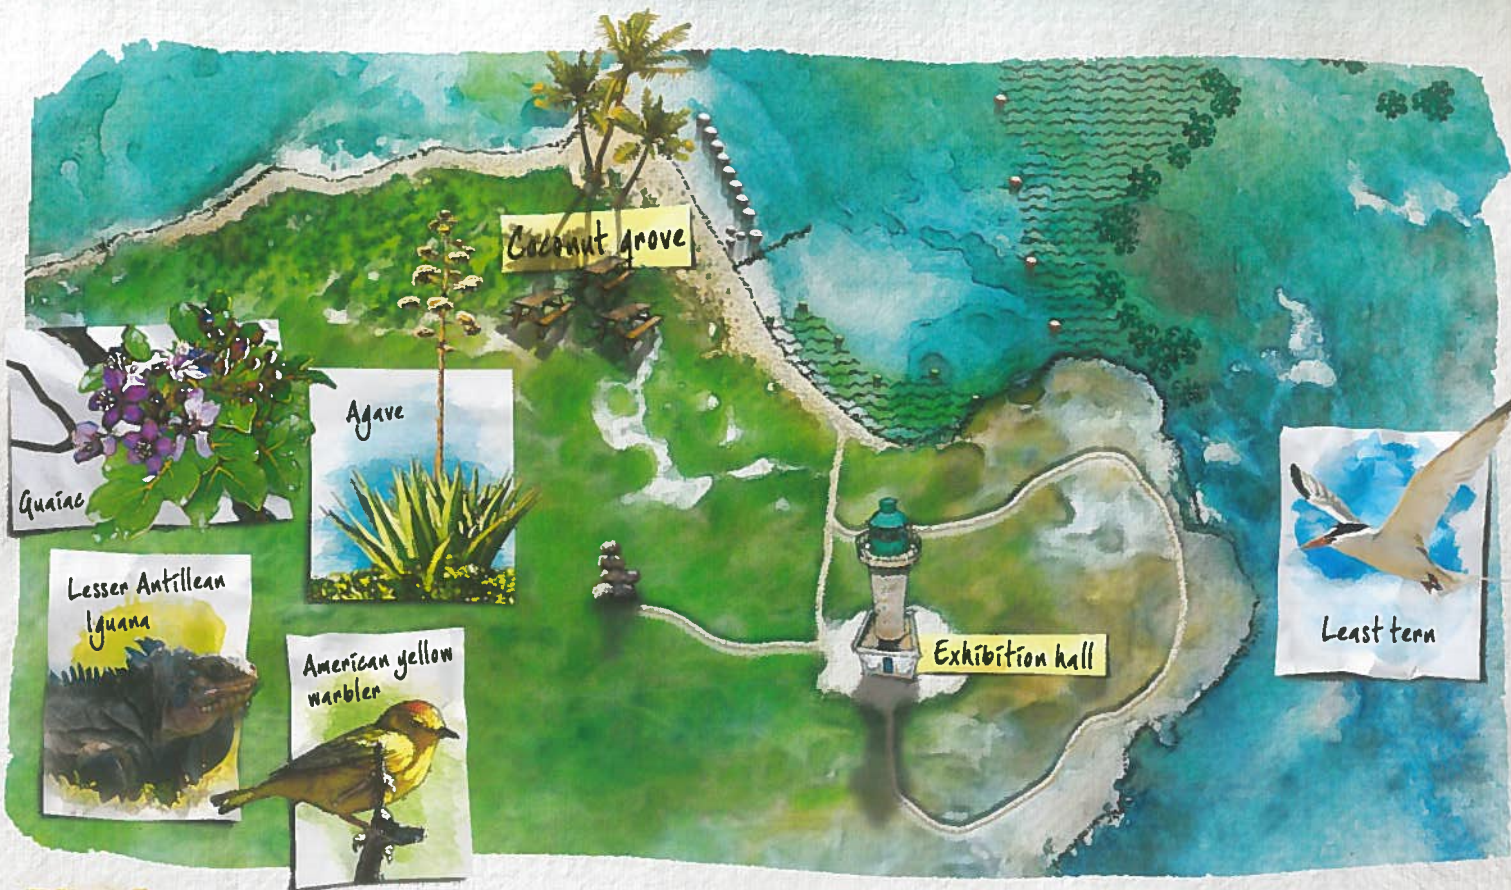 Coconut grove
Agave
Guaiac
Lesser Antillean
Iguana
American yellow
warbler
Exhibition hall
Least tern